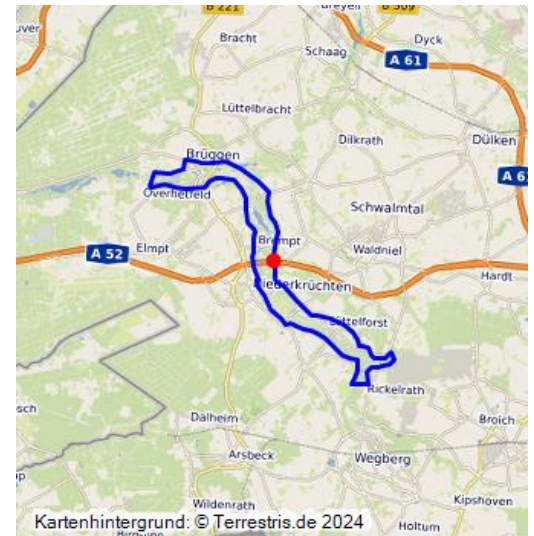 B 221
Breyell
B 509
Bracht
Dyck
Schaag
A 61
Lüttelbracht
Dilkrath
Dülken
Brüggen
A 6
Overhetfeld
Schwalmtal
Brempt
Elmpt
A 52
Waldniel
Hardt
Niederkrüchten
Lüttelforst
Rickelrath
Dalheim
Broich
Arsbeck
Wegberg
Wildenrath
Kipshoven
Holtum
Kartenhintergrund: © Terrestris.de 2024